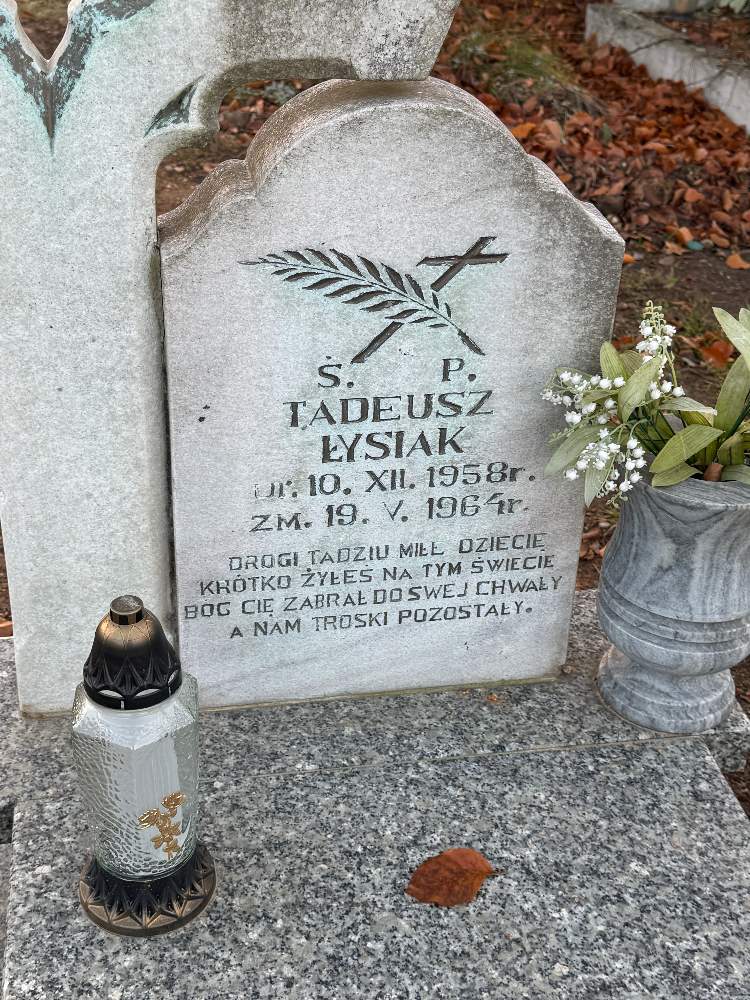 Ś. P.
TADEUSZ
ŁYSIAK
ur. 10. XII. 1958r.
ZM. 19. V. 1964r.
DROGI TADZIU MIŁE DZIECIĘ
KRÓTKO ŻYŁEŚ NA TYM ŚWIECIE
BÓG CIĘ ZABRAŁ DO SWEJ CHWAŁY
A NAM TROSKI POZOSTAŁY.